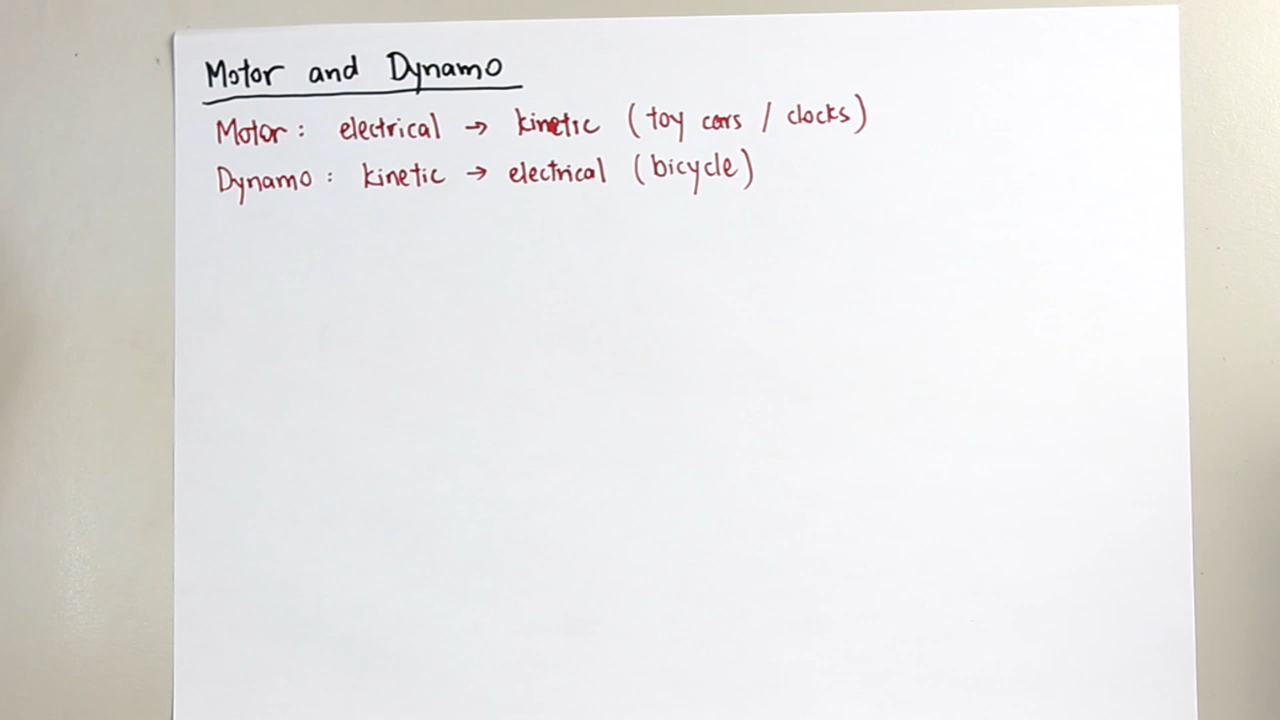 Motor and Dynamo
Motor : electrical → kinetic (toy cars / clocks)
Dynamo : kinetic → electrical (bicycle)